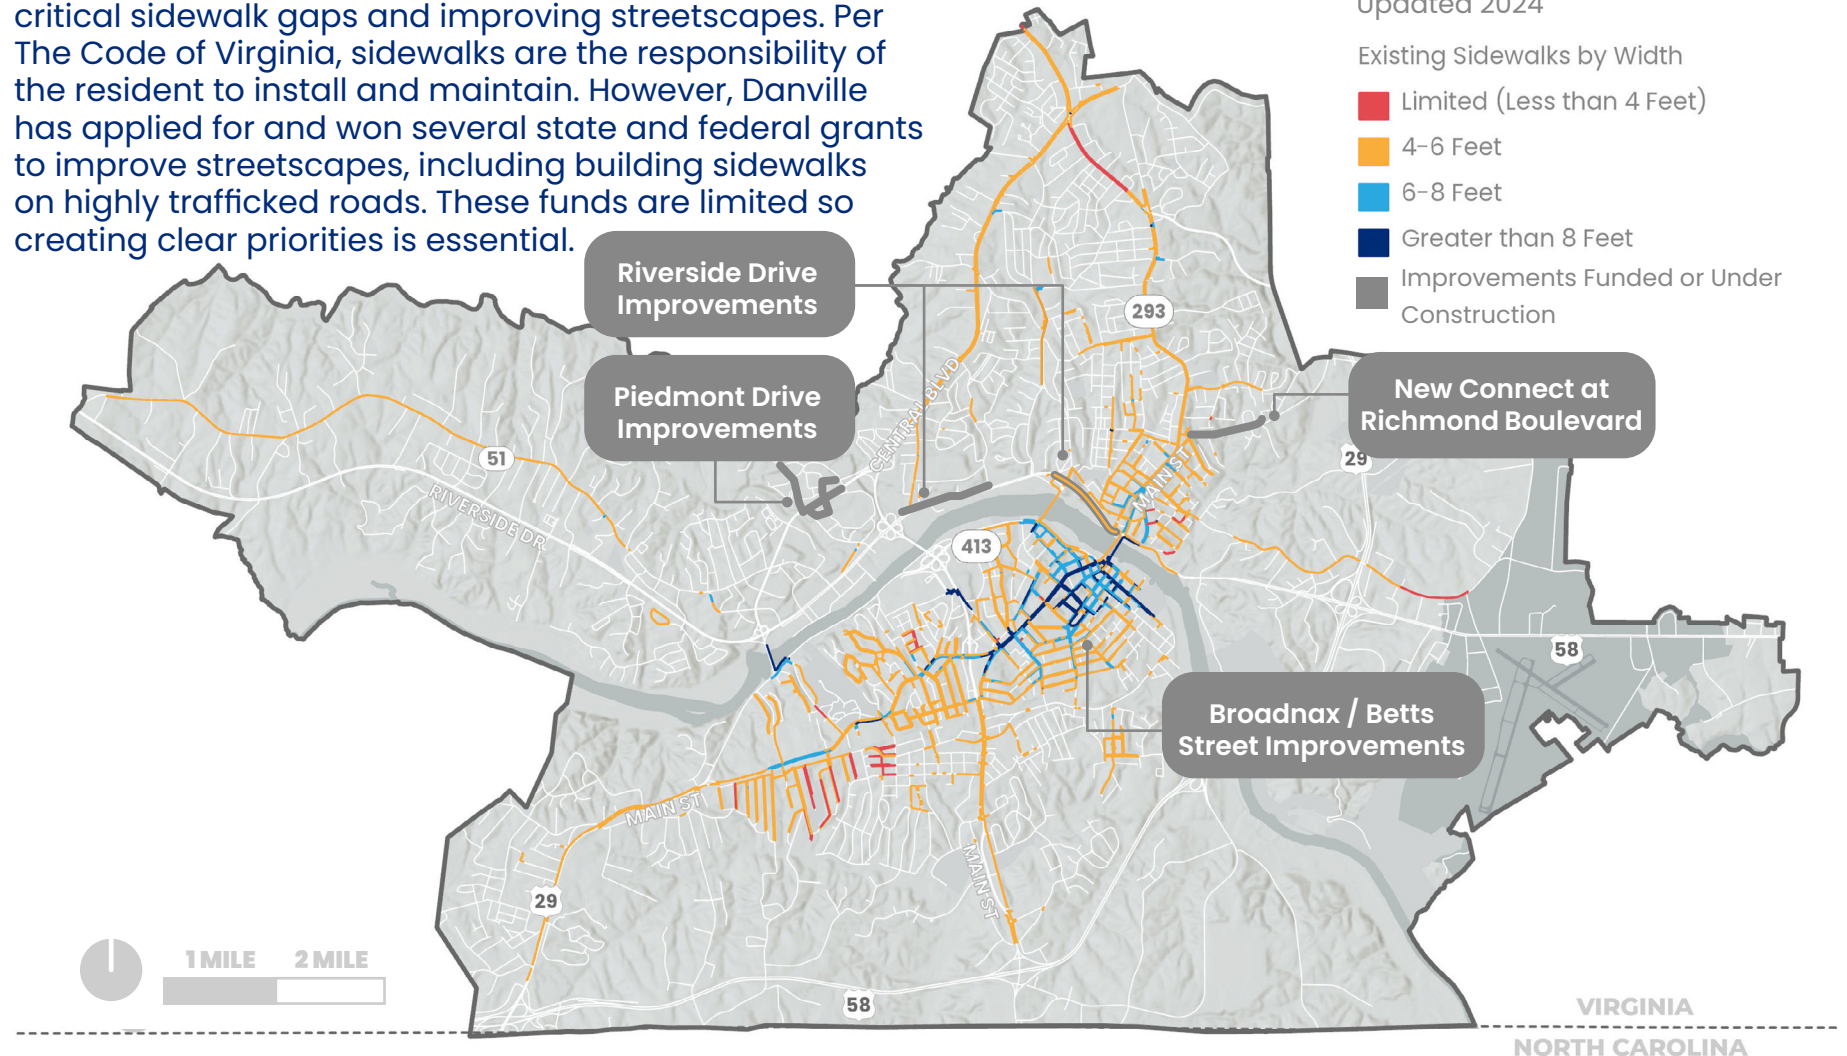 critical sidewalk gaps and improving streetscapes. Per
The Code of Virginia, sidewalks are the responsibility of
the resident to install and maintain. However, Danville
has applied for and won several state and federal grants
to improve streetscapes, including building sidewalks
on highly trafficked roads. These funds are limited so
creating clear priorities is essential.
Updated 2024
Existing Sidewalks by Width
Limited (Less than 4 Feet)
4-6 Feet
6-8 Feet
Greater than 8 Feet
Improvements Funded or Under
Construction
Riverside Drive
Improvements
Piedmont Drive
Improvements
New Connect at
Richmond Boulevard
Broadnax / Betts
Street Improvements
293
CENTRAL BLVD
51
RIVERSIDE DR
MAIN ST
29
413
58
MAIN ST
MAIN ST
29
58
1 MILE 2 MILE
VIRGINIA
NORTH CAROLINA